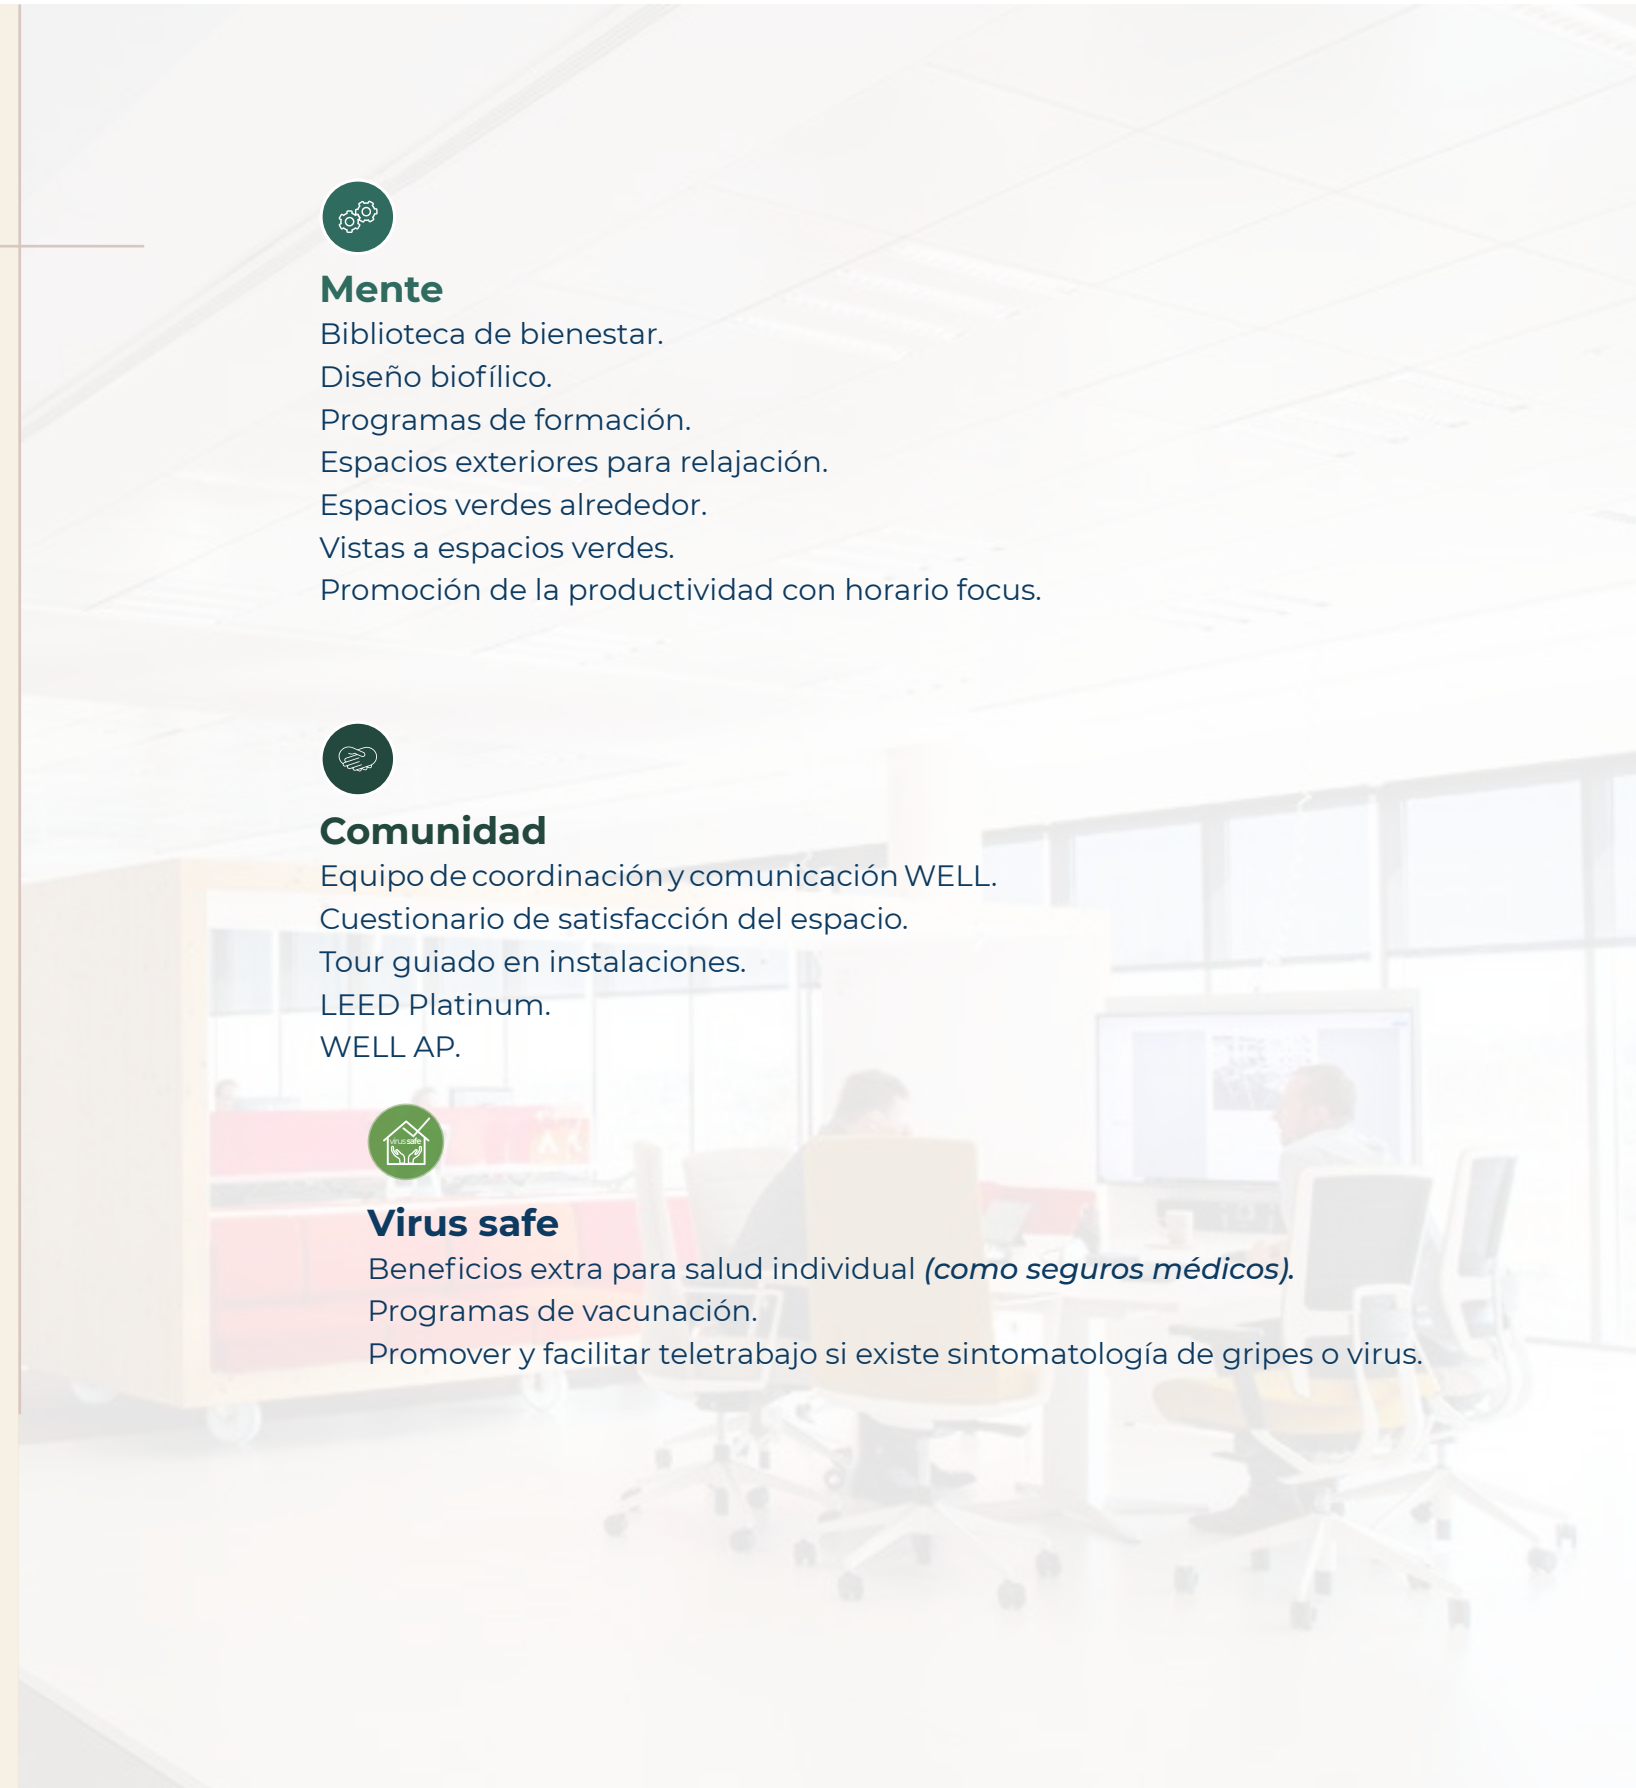 Mente
Biblioteca de bienestar.
Diseño biofílico.
Programas de formación.
Espacios exteriores para relajación.
Espacios verdes alrededor.
Vistas a espacios verdes.
Promoción de la productividad con horario focus.
Comunidad
Equipo de coordinación y comunicación WELL.
Cuestionario de satisfacción del espacio.
Tour guiado en instalaciones.
LEED Platinum.
WELL AP.
virus safe
Virus safe
Beneficios extra para salud individual (como seguros médicos).
Programas de vacunación.
Promover y facilitar teletrabajo si existe sintomatología de gripes o virus.